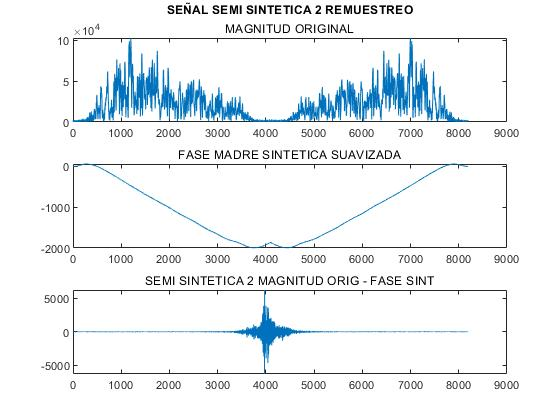 SEÑAL SEMI SINTETICA 2 REMUESTREO
×10⁴ MAGNITUD ORIGINAL
10
5
0
0 1000 2000 3000 4000 5000 6000 7000 8000 9000
FASE MADRE SINTETICA SUAVIZADA
0
-1000
-2000
0 1000 2000 3000 4000 5000 6000 7000 8000 9000
SEMI SINTETICA 2 MAGNITUD ORIG - FASE SINT
5000
0
-5000
0 1000 2000 3000 4000 5000 6000 7000 8000 9000